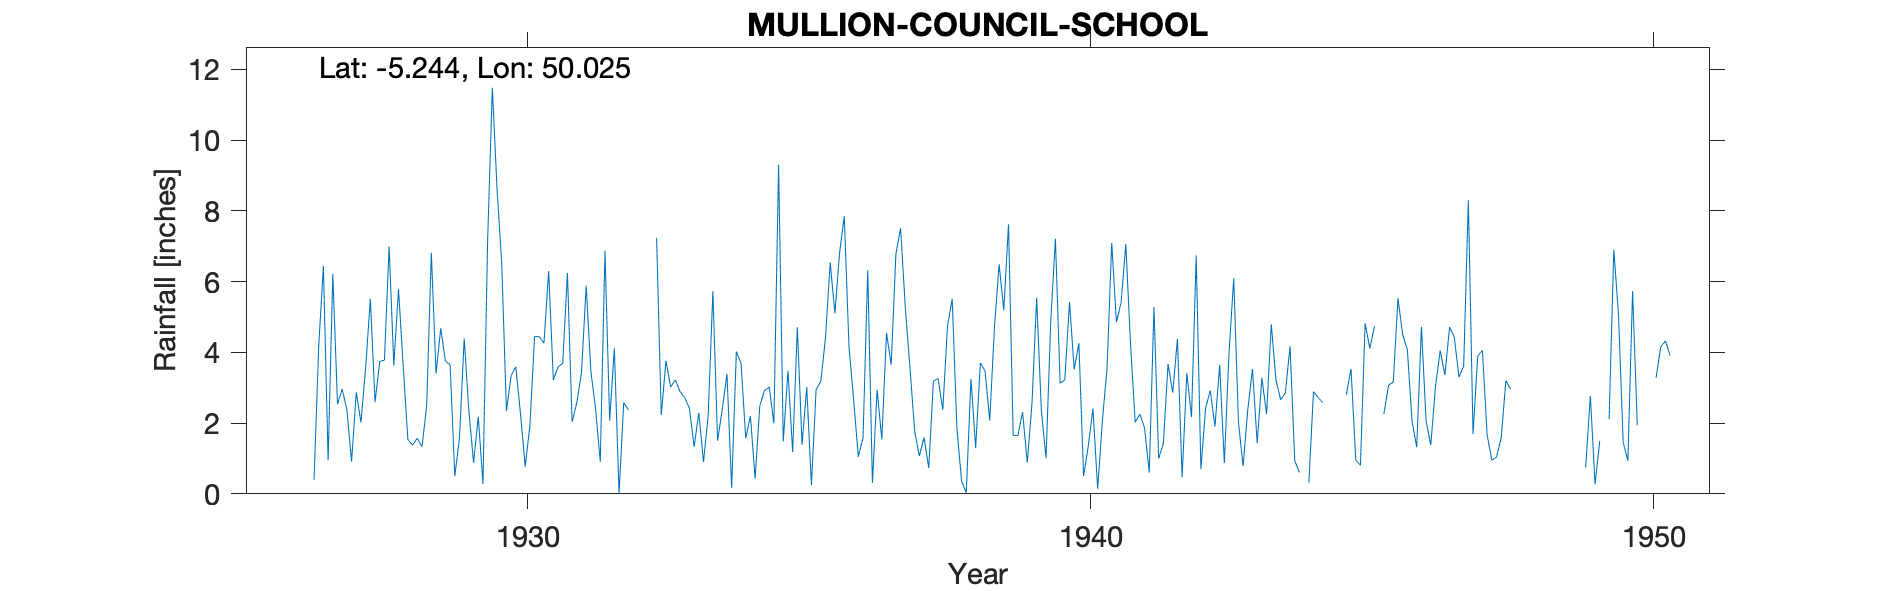 MULLION-COUNCIL-SCHOOL
Lat: -5.244, Lon: 50.025
12
10
8
6
4
2
0
Rainfall [inches]
1930 1940 1950
Year